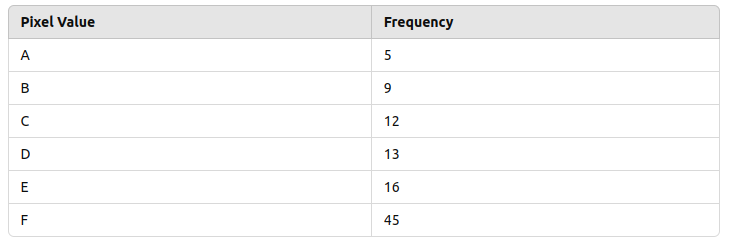 Pixel Value Frequency
A 5
B 9
C 12
D 13
E 16
F 45